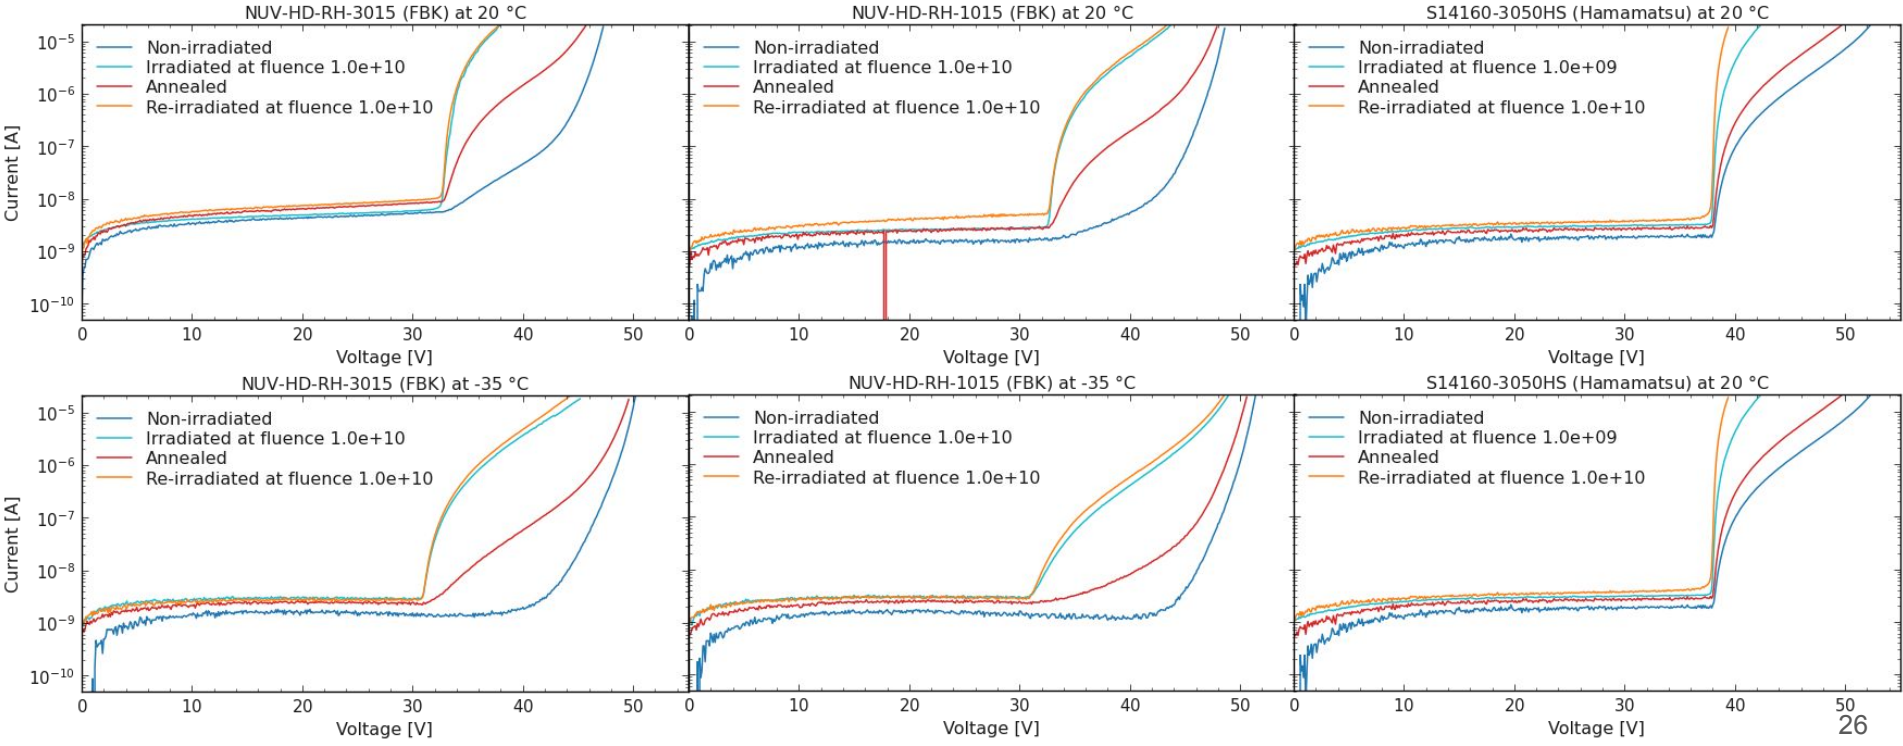 NUV-HD-RH-3015 (FBK) at 20 °C
10⁻⁵
10⁻⁶
10⁻⁷
10⁻⁸
10⁻⁹
10⁻¹⁰
Current [A]
Non-irradiated
Irradiated at fluence 1.0e+10
Annealed
Re-irradiated at fluence 1.0e+10
0 10 20 30 40 50
Voltage [V]
NUV-HD-RH-1015 (FBK) at 20 °C
Non-irradiated
Irradiated at fluence 1.0e+10
Annealed
Re-irradiated at fluence 1.0e+10
0 10 20 30 40 50
Voltage [V]
S14160-3050HS (Hamamatsu) at 20 °C
Non-irradiated
Irradiated at fluence 1.0e+09
Annealed
Re-irradiated at fluence 1.0e+10
0 10 20 30 40 50
Voltage [V]
NUV-HD-RH-3015 (FBK) at -35 °C
10⁻⁵
10⁻⁶
10⁻⁷
10⁻⁸
10⁻⁹
10⁻¹⁰
Current [A]
Non-irradiated
Irradiated at fluence 1.0e+10
Annealed
Re-irradiated at fluence 1.0e+10
0 10 20 30 40 50
Voltage [V]
NUV-HD-RH-1015 (FBK) at -35 °C
Non-irradiated
Irradiated at fluence 1.0e+10
Annealed
Re-irradiated at fluence 1.0e+10
0 10 20 30 40 50
Voltage [V]
S14160-3050HS (Hamamatsu) at 20 °C
Non-irradiated
Irradiated at fluence 1.0e+09
Annealed
Re-irradiated at fluence 1.0e+10
0 10 20 30 40 50
Voltage [V]
26